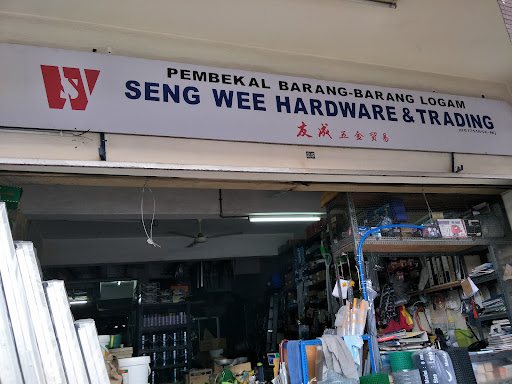 PEMBEKAL BARANG-BARANG LOGAM
SENG WEE HARDWARE & TRADING
友成五金贸易